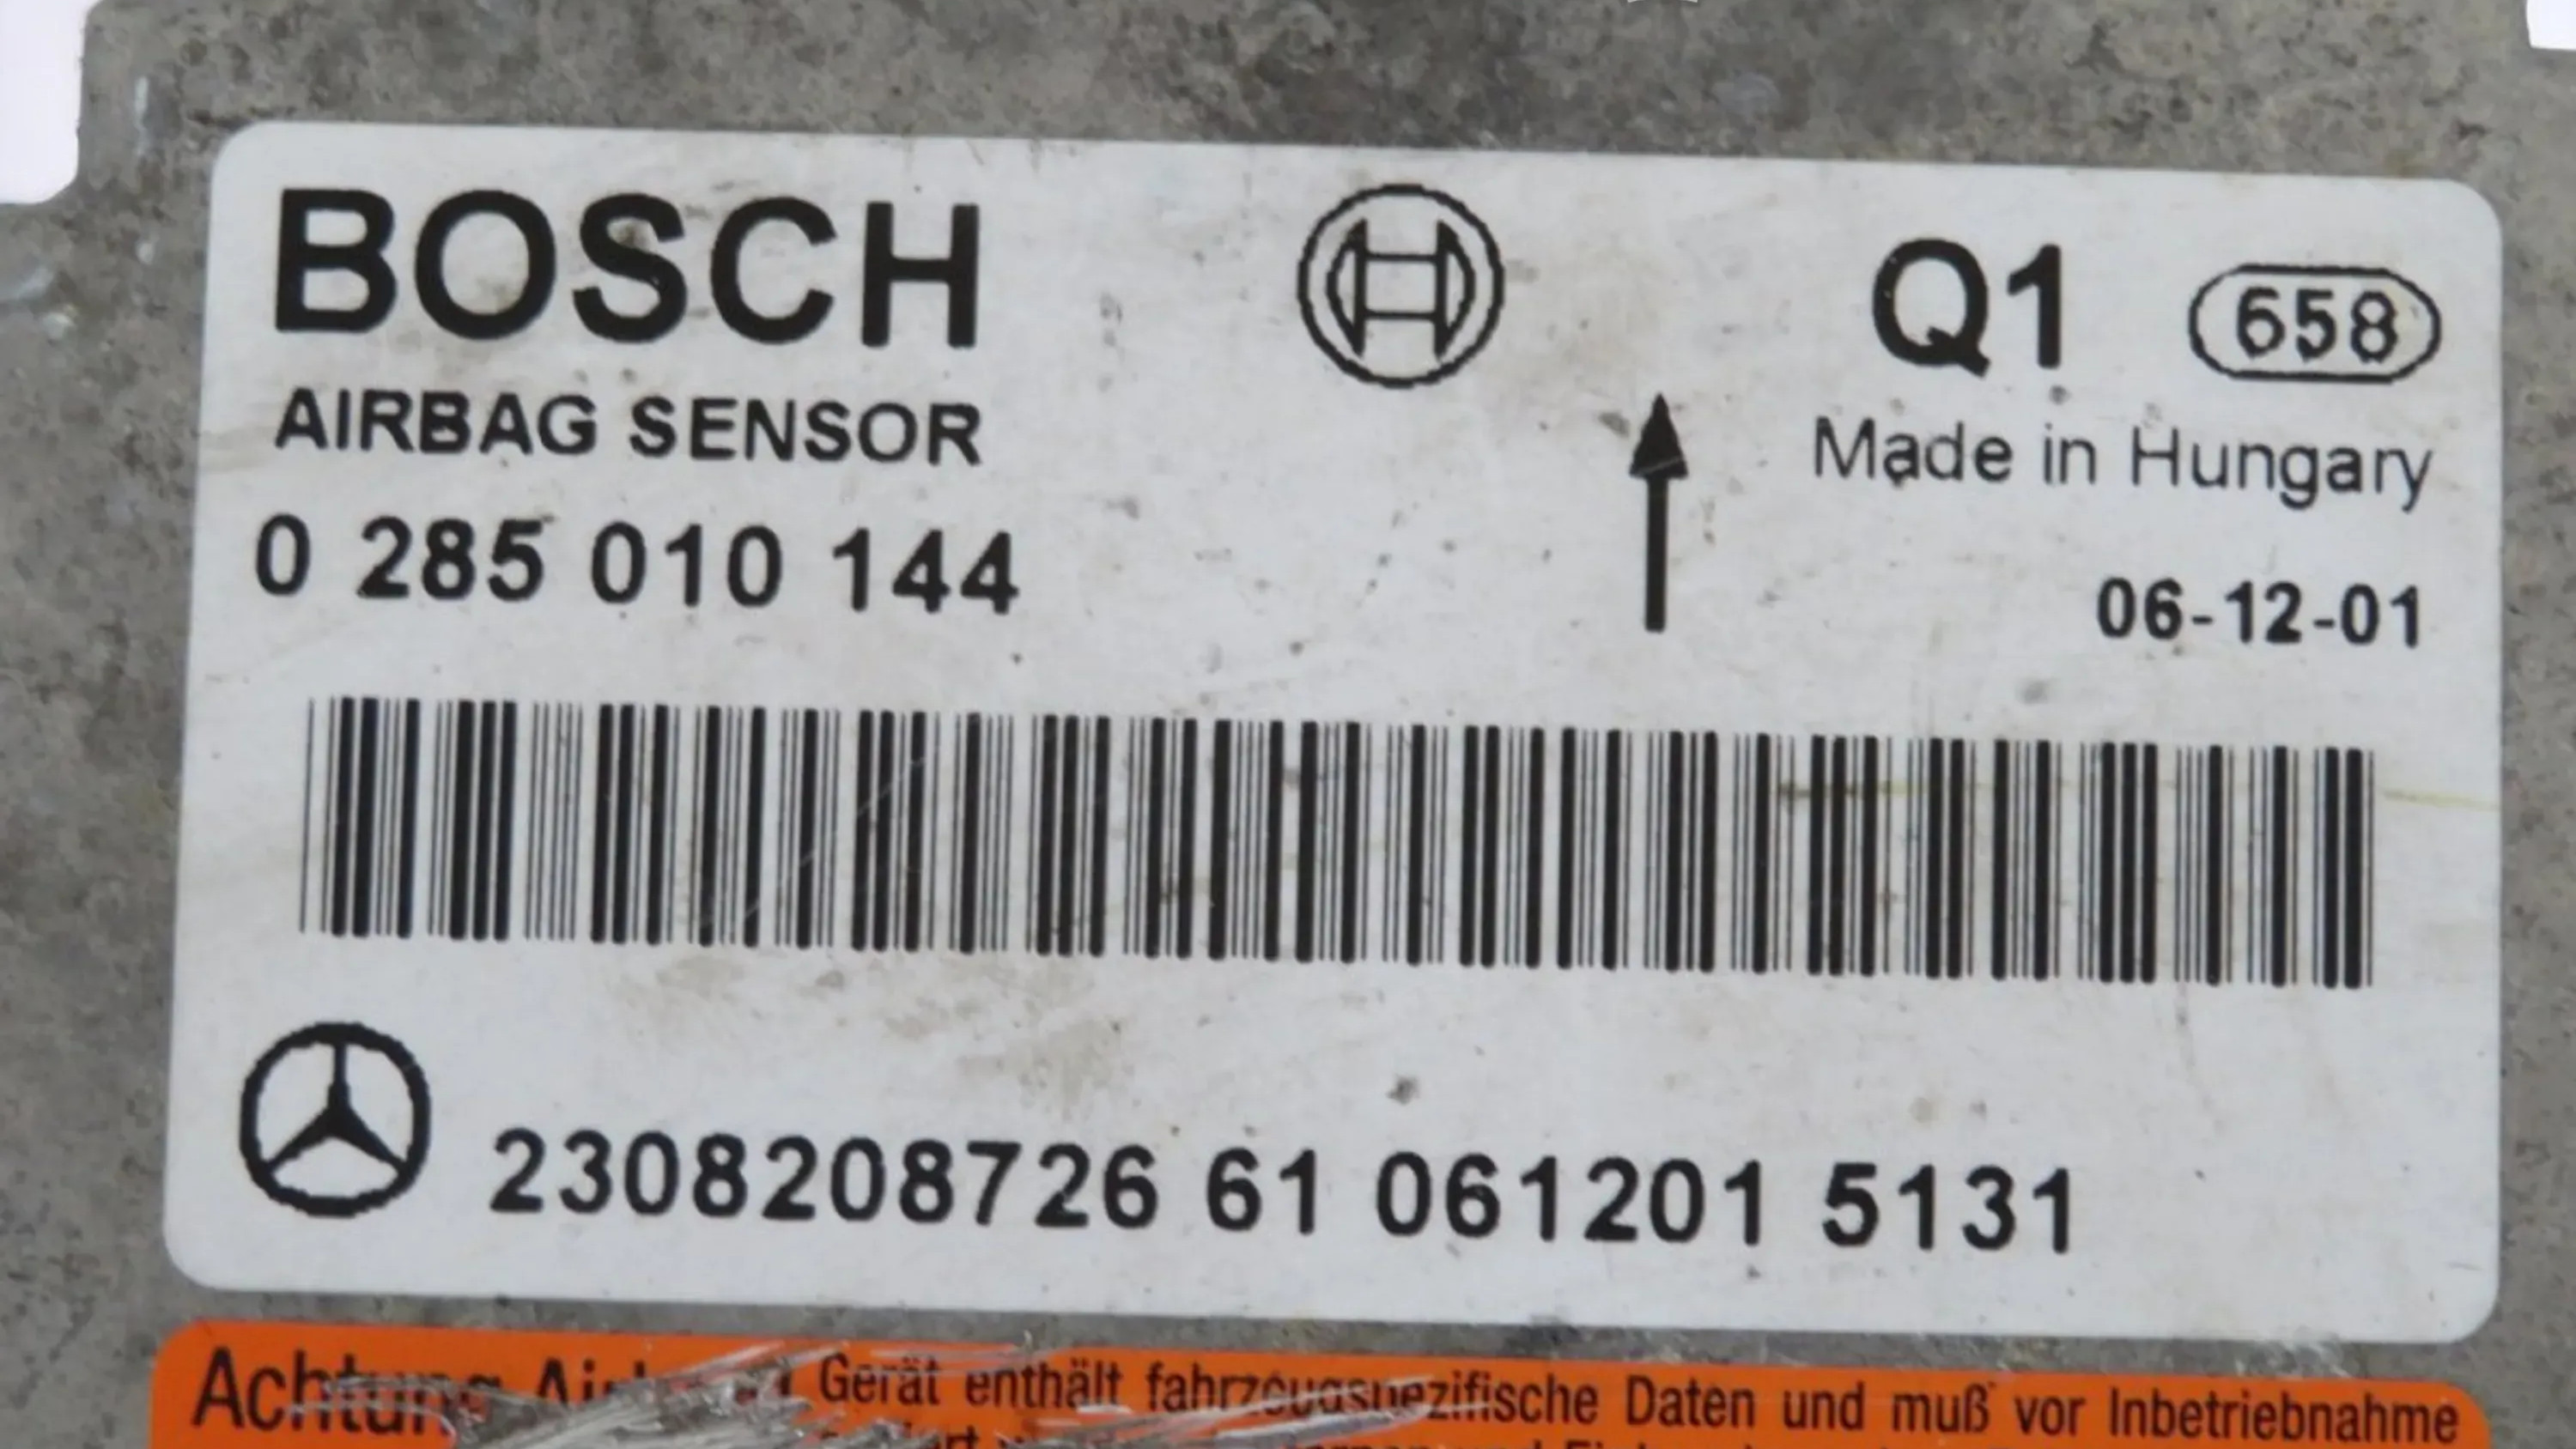 BOSCH
Q1 658
AIRBAG SENSOR
Made in Hungary
0 285 010 144
06-12-01
2308208726 61 061201 5131
Achtung Gerät enthält fahrzeugspezifische Daten und muß vor Inbetriebnahme